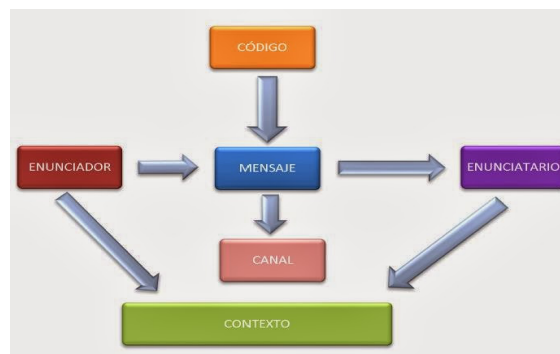 CÓDIGO
ENUNCIADOR
MENSAJE
ENUNCIATARIO
CANAL
CONTEXTO